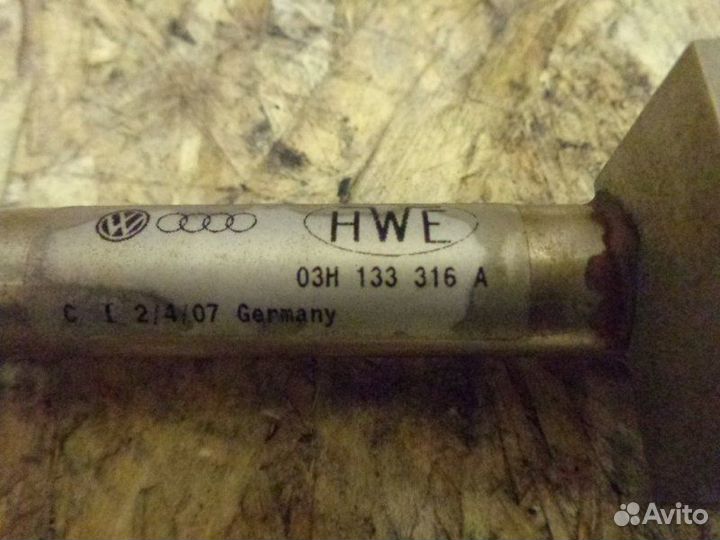 HWE
03H 133 316 A
C 2/4/07 Germany
Avito